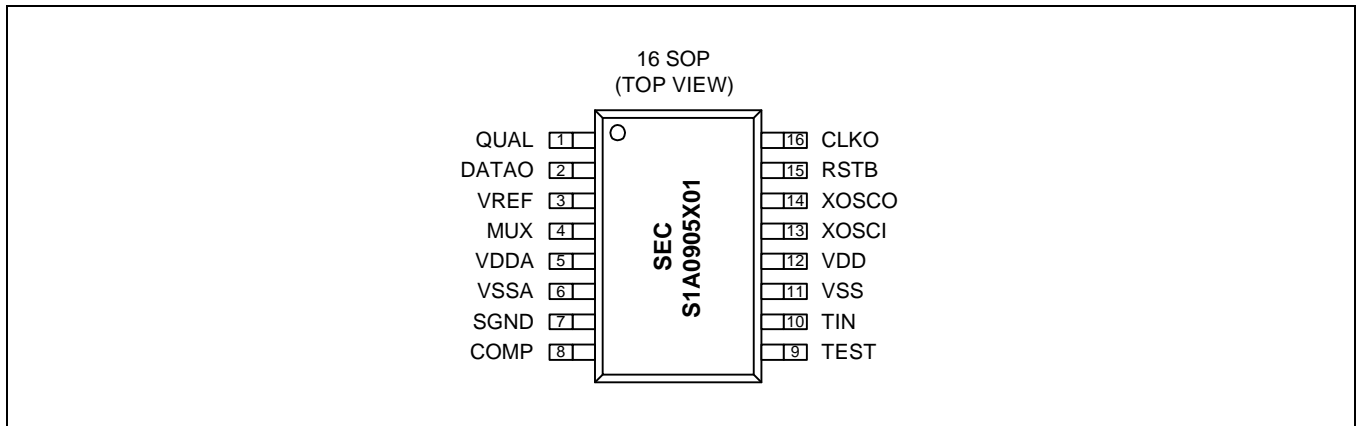 16 SOP
(TOP VIEW)
QUAL 1 16 CLKO
DATAO 2 15 RSTB
VREF 3 14 XOSCO
MUX 4 13 XOSCI
VDDA 5 12 VDD
VSSA 6 11 VSS
SGND 7 10 TIN
COMP 8 9 TEST
SEC
S1A0905X01